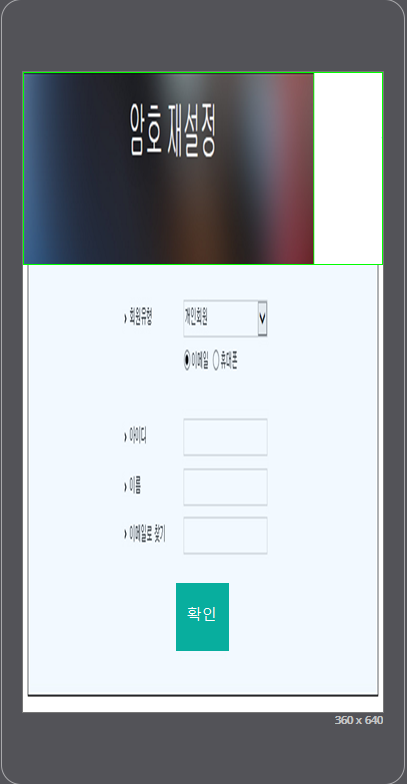 암호 재설정
› 회원유형 개인회원
이메일 휴대폰
› 아이디
› 이름
› 이메일로 찾기
확인
360 x 640